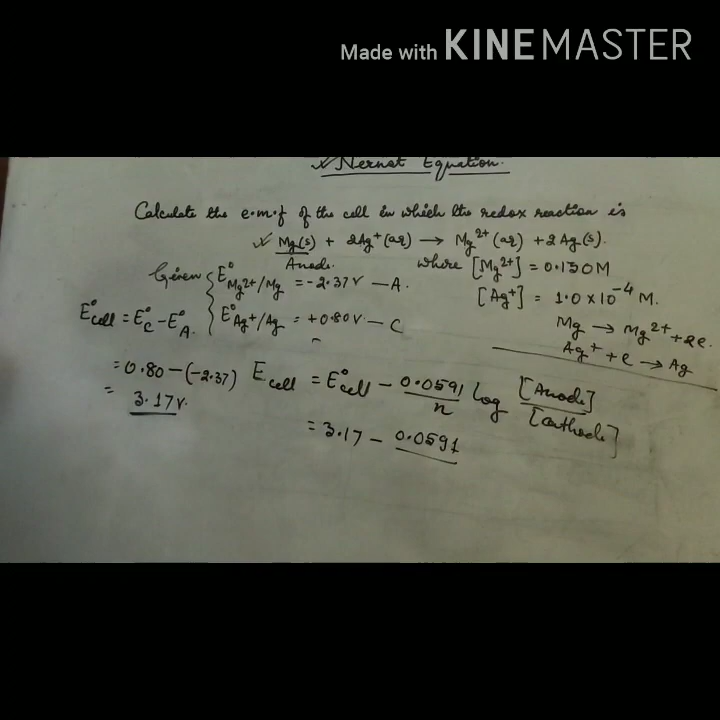 Made with KINEMASTER
Nernst Equation.
Calculate the e.m.f of the cell in which the redox reaction is
Mg(s) + 2Ag⁺(aq) → Mg²⁺(aq) + 2Ag(s).
Anode.
where [Mg²⁺] = 0.130M
[Ag⁺] = 1.0 × 10⁻⁴ M.
Given { E°Mg²⁺/Mg = -2.37V — A.
E°Ag⁺/Ag = +0.80V — C
Mg → Mg²⁺ + 2e.
Ag⁺ + e → Ag
E°cell = E°C - E°A.
= 0.80 - (-2.37)
= 3.17V.
Ecell = E°cell - 0.0591/n log [Anode]/[Cathode]
= 3.17 - 0.0591